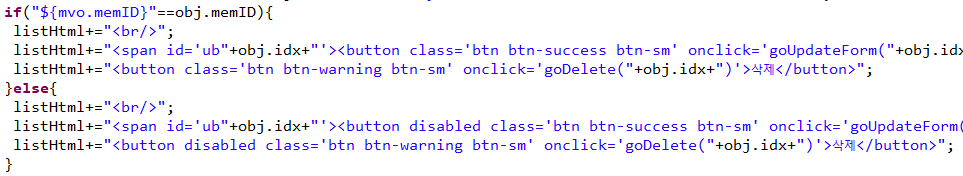 if("${mvo.memID}"==obj.memID){
listHtml+="<br/>";
listHtml+="<span id='ub"+obj.idx+"'><button class='btn btn-success btn-sm' onclick='goUpdateForm("+obj.idx
listHtml+="<button class='btn btn-warning btn-sm' onclick='goDelete("+obj.idx+")'>삭제</button>";
}else{
listHtml+="<br/>";
listHtml+="<span id='ub"+obj.idx+"'><button disabled class='btn btn-success btn-sm' onclick='goUpdateForm(
listHtml+="<button disabled class='btn btn-warning btn-sm' onclick='goDelete("+obj.idx+")'>삭제</button>";
}